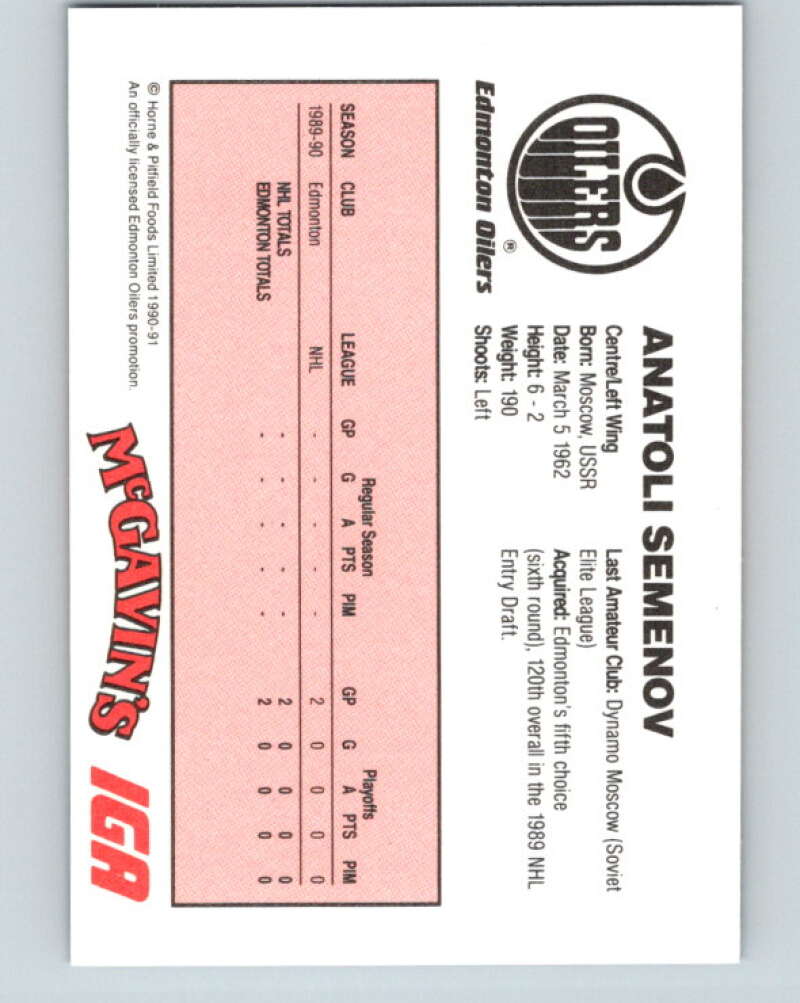 OILERS
®
Edmonton Oilers
ANATOLI SEMENOV
Centre/Left Wing
Born: Moscow, USSR
Date: March 5 1962
Height: 6 - 2
Weight: 190
Shoots: Left
Last Amateur Club: Dynamo Moscow (Soviet
Elite League)
Acquired: Edmonton's fifth choice
(sixth round), 120th overall in the 1989 NHL
Entry Draft.
Regular Season Playoffs
SEASON CLUB LEAGUE GP G A PTS PIM GP G A PTS PIM
1989-90 Edmonton NHL - - - - - 2 0 0 0 0
NHL TOTALS - - - - - 2 0 0 0 0
EDMONTON TOTALS - - - - - 2 0 0 0 0
© Horne & Pitfield Foods Limited 1990-91
An officially licensed Edmonton Oilers promotion.
McGAVIN'S
IGA